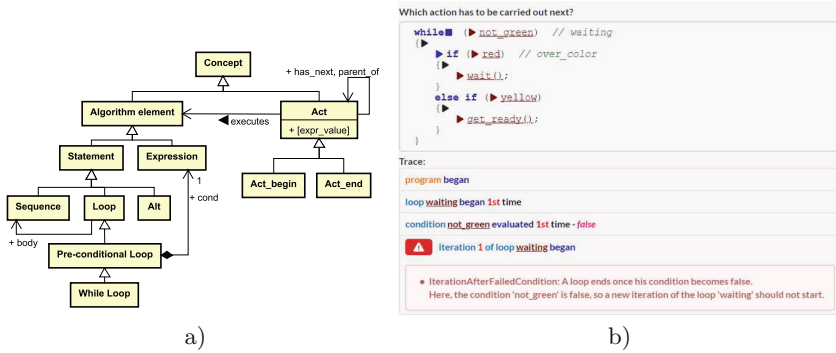 Concept
+ has_next, parent_of
Algorithm element
executes
Act
+ [expr_value]
Statement
Expression
Act_begin
Act_end
1
+ cond
Sequence
Loop
Alt
+ body
Pre-conditional Loop
While Loop
a)
Which action has to be carried out next?
while (not_green) // waiting
{
if (red) // over_color
{
wait();
}
else if (yellow)
{
get_ready();
}
}
Trace:
program began
loop waiting began 1st time
condition not_green evaluated 1st time - false
iteration 1 of loop waiting began
• IterationAfterFailedCondition: A loop ends once his condition becomes false.
Here, the condition 'not_green' is false, so a new iteration of the loop 'waiting' should not start.
b)